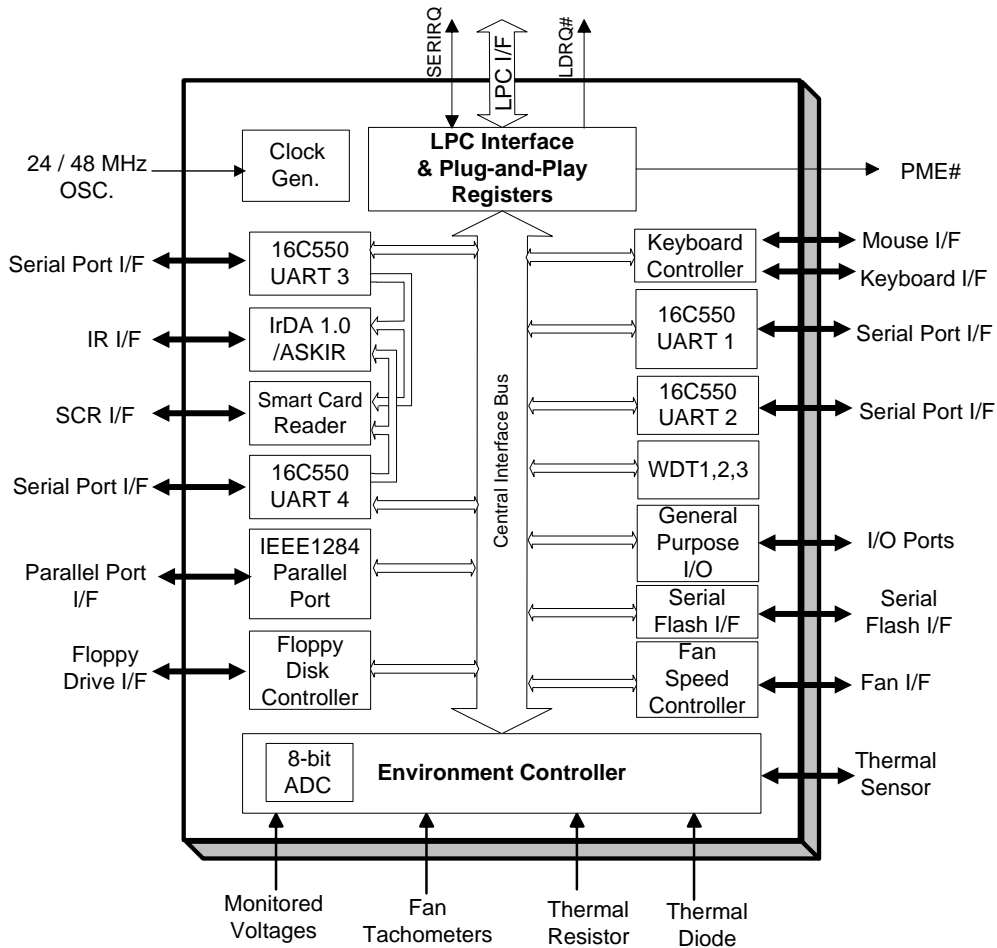 SERIRQ
LPC I/F
LDRQ#
LPC Interface
& Plug-and-Play
Registers
24 / 48 MHz
OSC.
Clock
Gen.
PME#
Serial Port I/F
16C550
UART 3
IR I/F
IrDA 1.0
/ASKIR
SCR I/F
Smart Card
Reader
Serial Port I/F
16C550
UART 4
Parallel Port
I/F
IEEE1284
Parallel
Port
Floppy
Drive I/F
Floppy
Disk
Controller
Central Interface Bus
Keyboard
Controller
Mouse I/F
Keyboard I/F
16C550
UART 1
Serial Port I/F
16C550
UART 2
Serial Port I/F
WDT1,2,3
General
Purpose
I/O
I/O Ports
Serial
Flash I/F
Serial
Flash I/F
Fan
Speed
Controller
Fan I/F
8-bit
ADC
Environment Controller
Thermal
Sensor
Monitored
Voltages
Fan
Tachometers
Thermal
Resistor
Thermal
Diode